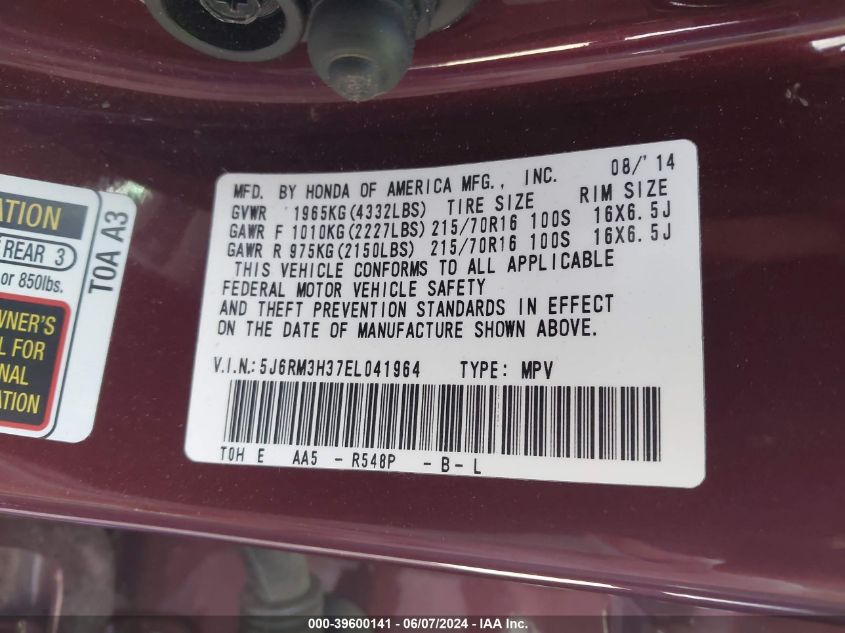 ATION
REAR 3
or 850lbs.
WNER'S
L FOR
NAL
ATION
T0A A3
MFD. BY HONDA OF AMERICA MFG., INC. 08/'14
GVWR 1965KG(4332LBS) TIRE SIZE RIM SIZE
GAWR F 1010KG(2227LBS) 215/70R16 100S 16X6.5J
GAWR R 975KG(2150LBS) 215/70R16 100S 16X6.5J
THIS VEHICLE CONFORMS TO ALL APPLICABLE
FEDERAL MOTOR VEHICLE SAFETY
AND THEFT PREVENTION STANDARDS IN EFFECT
ON THE DATE OF MANUFACTURE SHOWN ABOVE.
V.I.N.: 5J6RM3H37EL041964 TYPE: MPV
T0H E AA5 - R548P - B - L
000-39600141 - 06/07/2024 - IAA Inc.